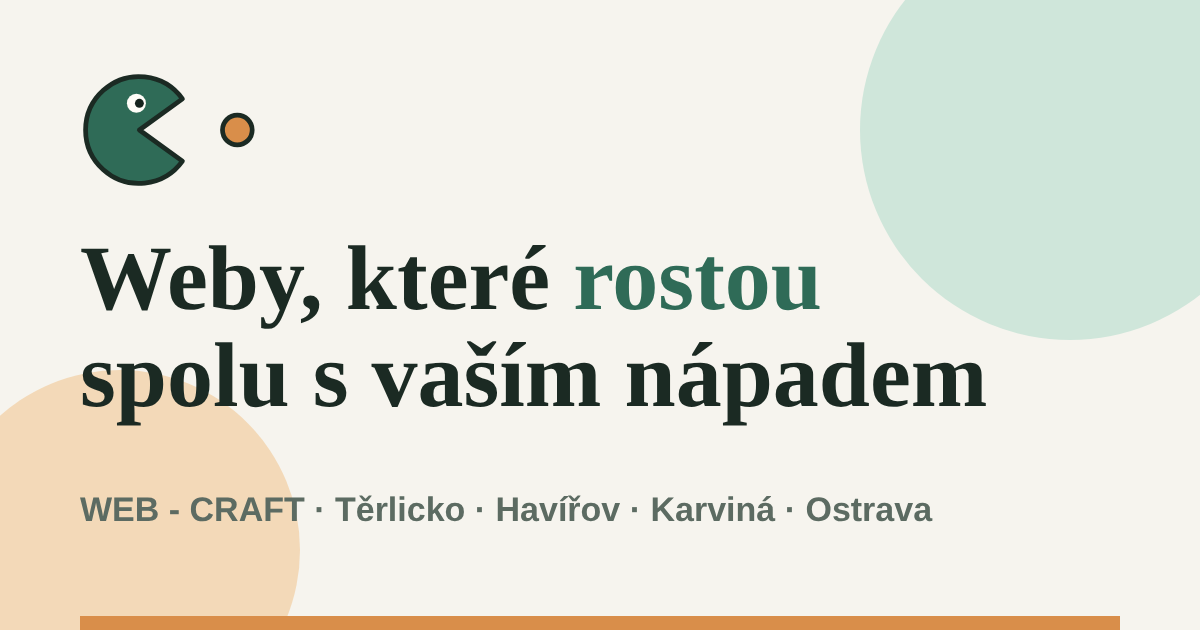 Weby, které rostou
spolu s vaším nápadem
WEB - CRAFT · Těrlicko · Havířov · Karviná · Ostrava